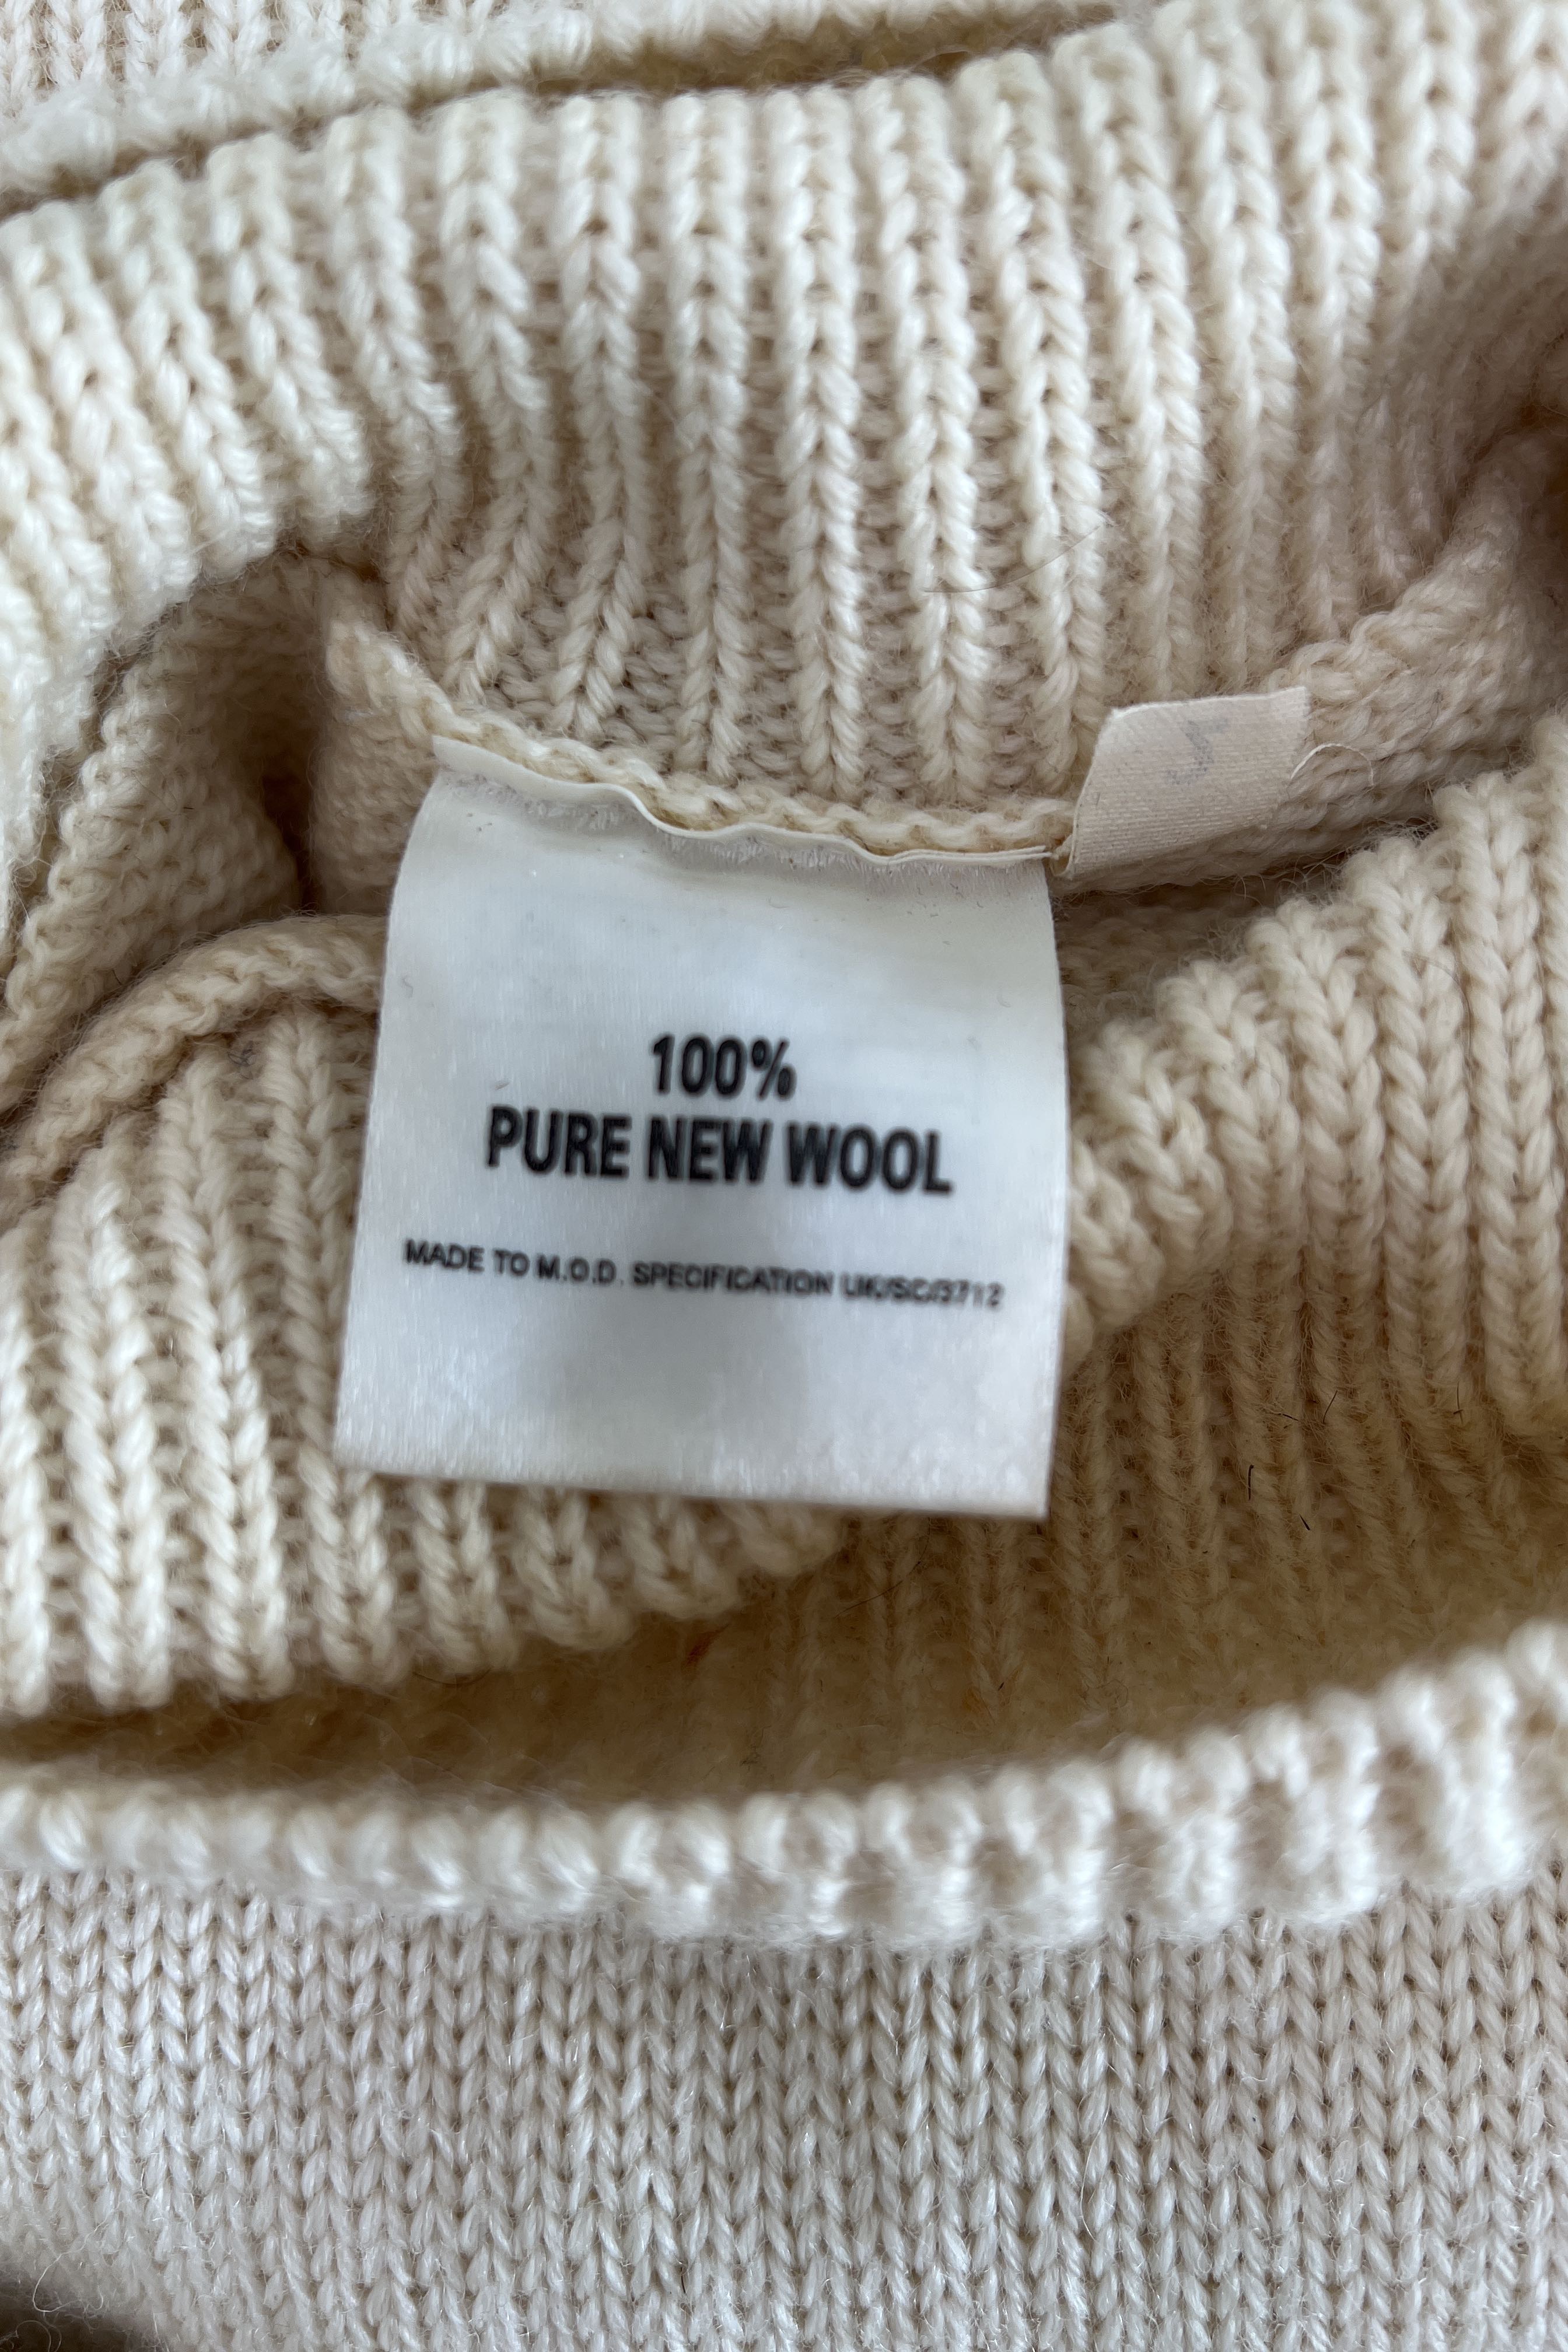 100%
PURE NEW WOOL
MADE TO M.O.D. SPECIFICATION UK/SC/3712